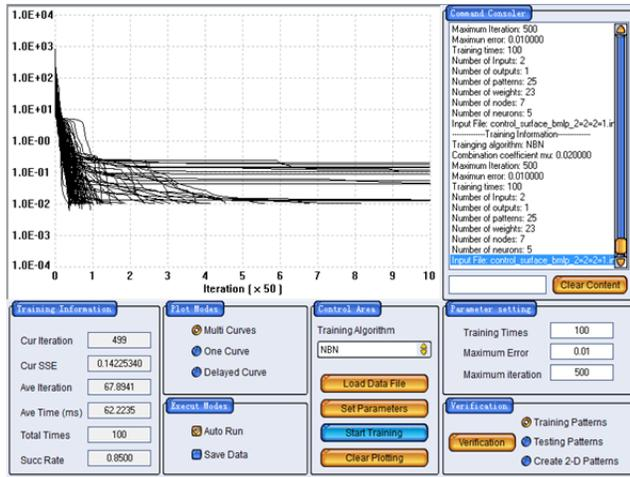 1.0E+04
1.0E+03
1.0E+02
1.0E+01
1.0E-00
1.0E-01
1.0E-02
1.0E-03
1.0E-04
0 1 2 3 4 5 6 7 8 9 10
Iteration ( × 50 )
Command Consoler
Maximum Iteration: 500
Maximun error: 0.010000
Training times: 100
Number of Inputs: 2
Number of outputs: 1
Number of patterns: 25
Number of weights: 23
Number of nodes: 7
Number of neurons: 5
Input File: control_surface_bmlp_2=2=2=1.in
--------------Training Information--------------
Trainging algorithm: NBN
Combination coefficient mu: 0.020000
Maximum Iteration: 500
Maximun error: 0.010000
Training times: 100
Number of Inputs: 2
Number of outputs: 1
Number of patterns: 25
Number of weights: 23
Number of nodes: 7
Number of neurons: 5
Input File: control_surface_bmlp_2=2=2=1.in
Clear Content
Training Information
Cur Iteration 499
Cur SSE 0.14225340
Ave Iteration 67.8941
Ave Time (ms) 62.2235
Total Times 100
Succ Rate 0.8500
Plot Modes
Multi Curves
One Curve
Delayed Curve
Execut Modes
Auto Run
Save Data
Control Area
Training Algorithm
NBN
Load Data File
Set Parameters
Start Training
Clear Plotting
Parameter setting
Training Times 100
Maximum Error 0.01
Maximum iteration 500
Verification
Verification
Training Patterns
Testing Patterns
Create 2-D Patterns